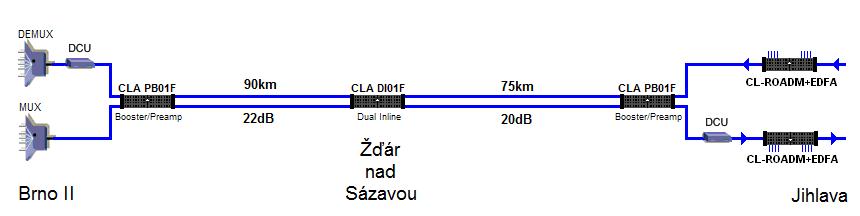 DEMUX
DCU
CLA PB01F
Booster/Preamp
MUX
Brno II
90km
22dB
CLA DI01F
Dual Inline
Žďár
nad
Sázavou
75km
20dB
CLA PB01F
Booster/Preamp
CL-ROADM+EDFA
DCU
CL-ROADM+EDFA
Jihlava